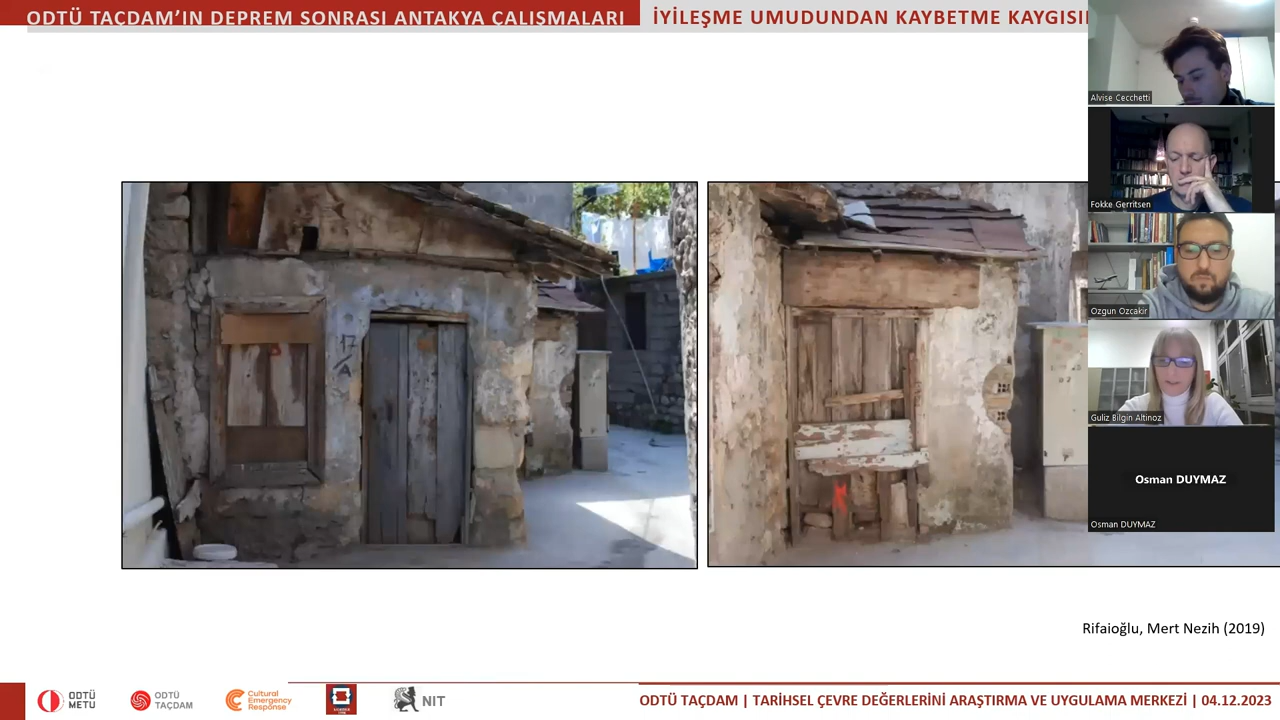 ODTÜ TAÇDAM’IN DEPREM SONRASI ANTAKYA ÇALIŞMALARI
İYİLEŞME UMUDUNDAN KAYBETME
Alvise Cecchetti
Fokke Gerritsen
Ozgun Ozcakir
Guliz Bilgin Altinoz
Osman DUYMAZ
Osman DUYMAZ
17
/A
Rifaioğlu, Mert Nezih (2019)
ODTÜ
METU
ODTÜ
TAÇDAM
Cultural
Emergency
Response
NIT
ODTÜ TAÇDAM | TARİHSEL ÇEVRE DEĞERLERİNİ ARAŞTIRMA VE UYGULAMA MERKEZİ | 04.12.2023